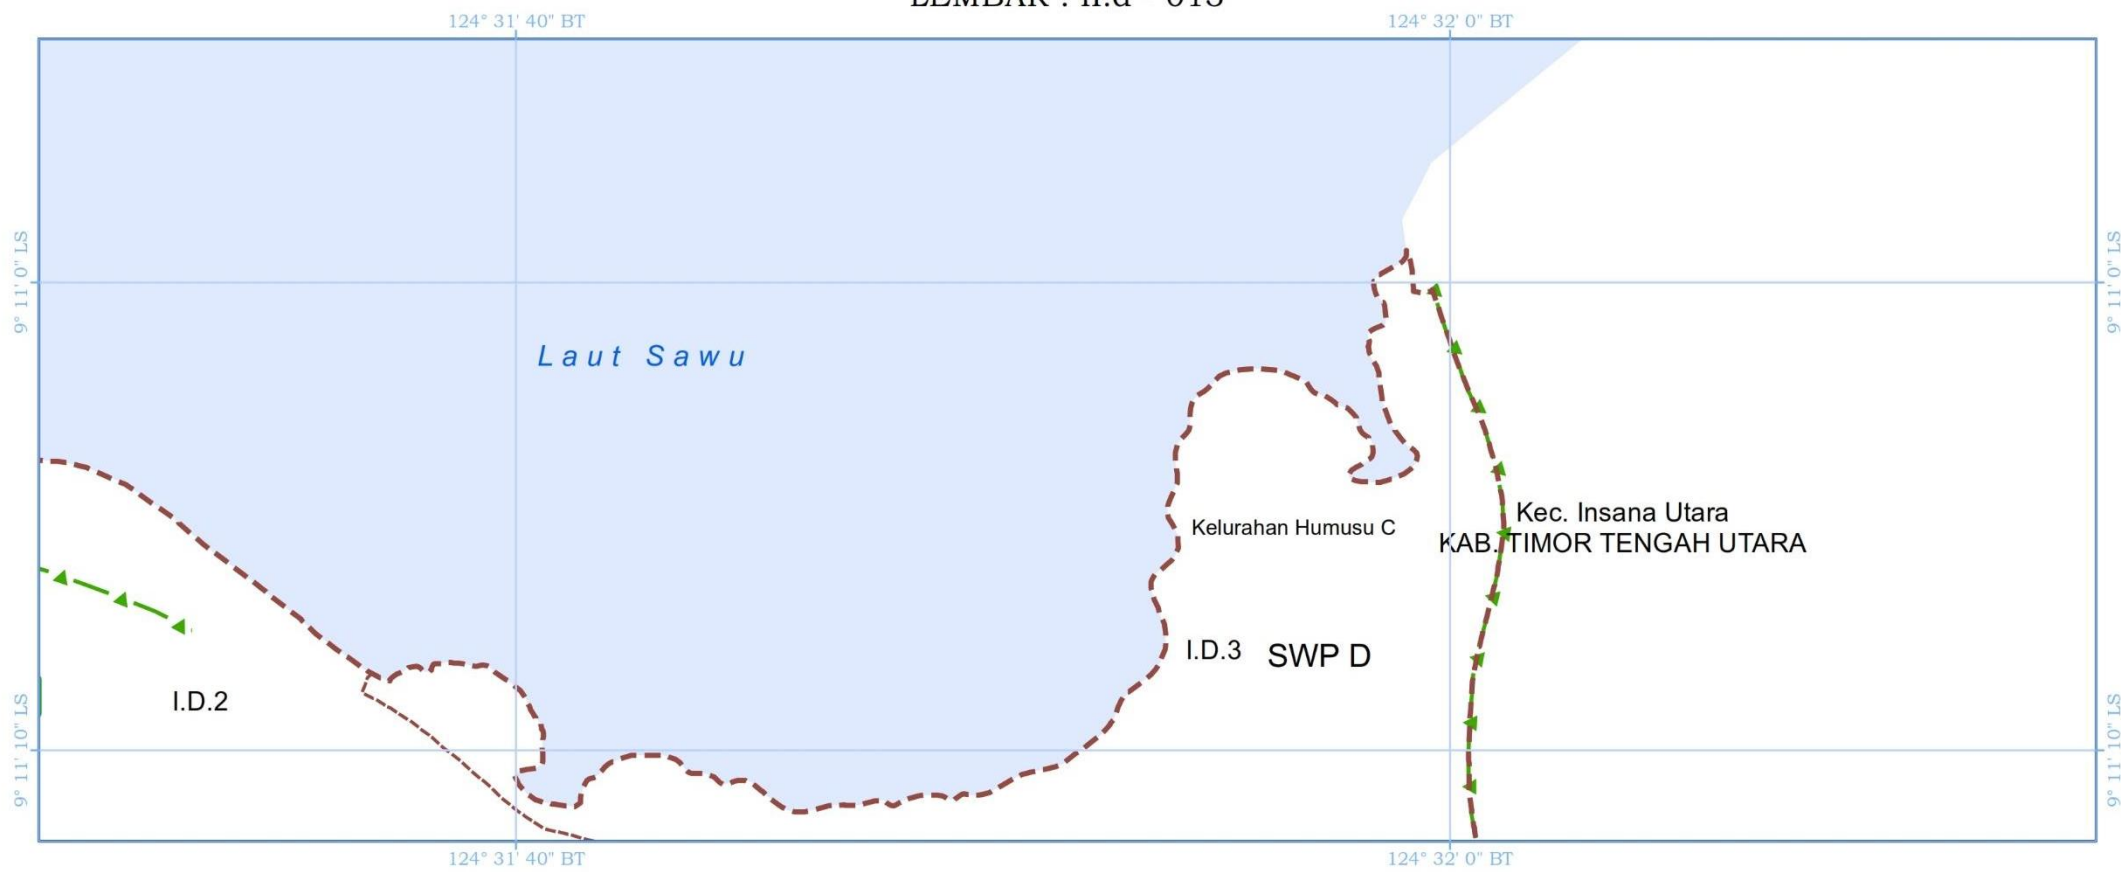 124° 31' 40" BT
124° 32' 0" BT
9° 11' 0" LS
9° 11' 0" LS
Laut Sawu
Kec. Insana Utara
KAB. TIMOR TENGAH UTARA
Kelurahan Humusu C
I.D.3
SWP D
I.D.2
9° 11' 10" LS
9° 11' 10" LS
124° 31' 40" BT
124° 32' 0" BT